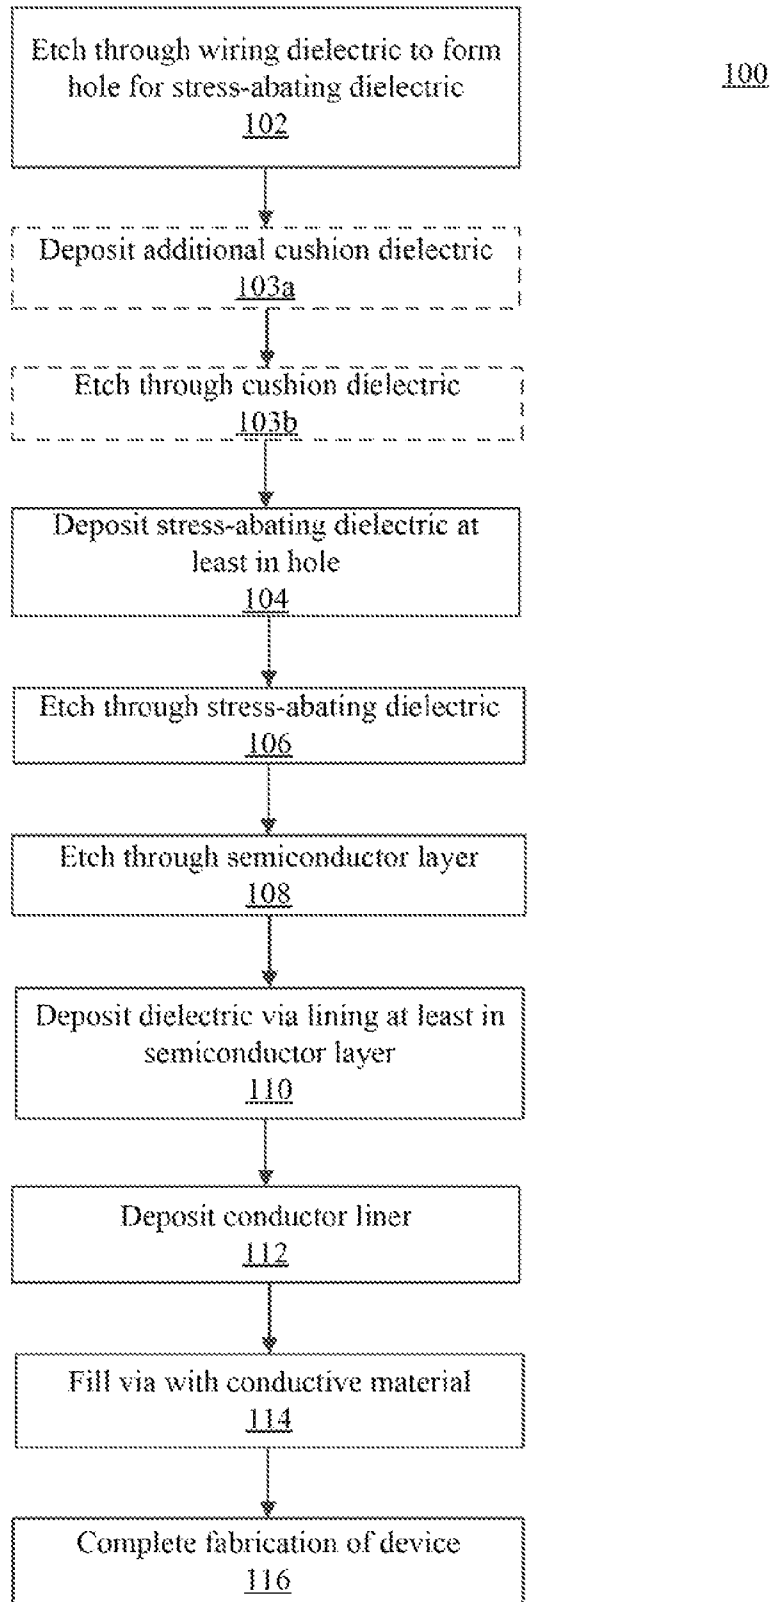 Etch through wiring dielectric to form
hole for stress-abating dielectric
102
100
Deposit additional cushion dielectric
103a
Etch through cushion dielectric
103b
Deposit stress-abating dielectric at
least in hole
104
Etch through stress-abating dielectric
106
Etch through semiconductor layer
108
Deposit dielectric via lining at least in
semiconductor layer
110
Deposit conductor liner
112
Fill via with conductive material
114
Complete fabrication of device
116